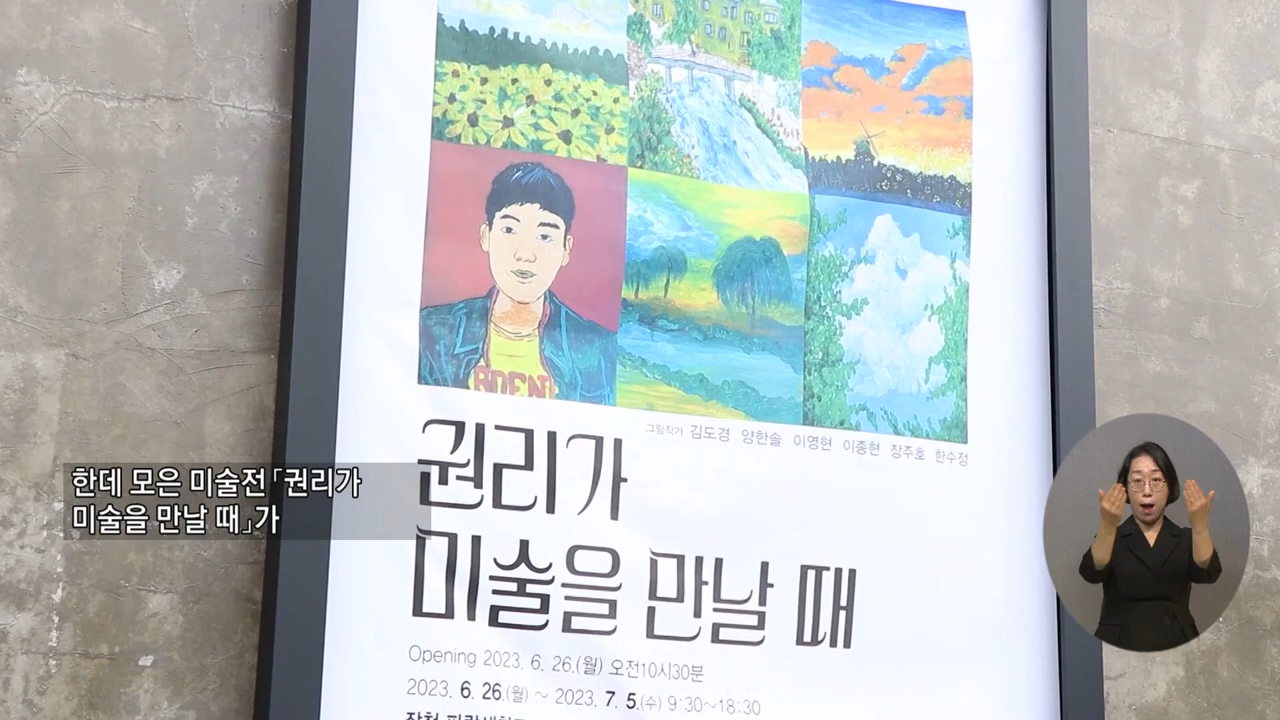 BOEN
그림작가 김도경 양한솔 이영현 이종현 장주호 한수정
권리가
미술을 만날 때
한데 모은 미술전 「권리가
미술을 만날 때」가
Opening 2023. 6. 26.(월) 오전10시30분
2023. 6. 26.(월) ~ 2023. 7. 5.(수) 9:30~18:30